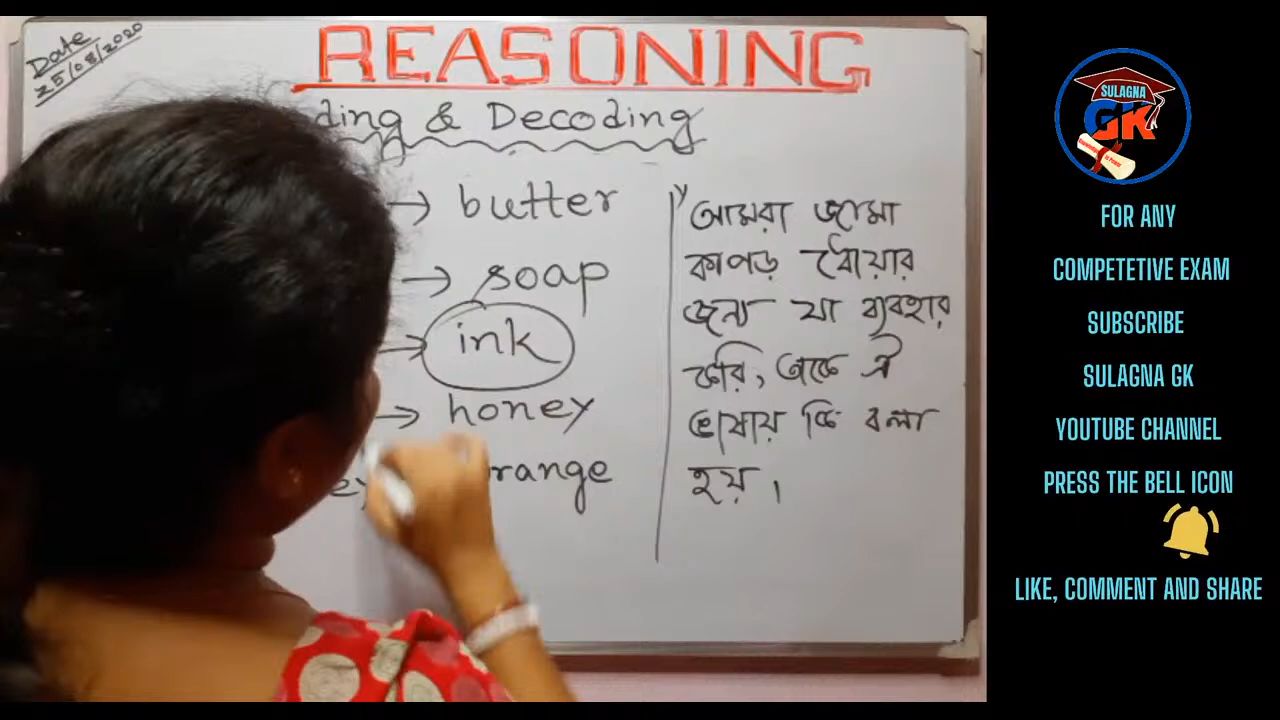 Date
25/08/2020
REASONING
ding & Decoding
→ butter
→ soap
→ ink
→ honey
ey range
"আমরা জামা
কাপড় ধোয়ার
জন্য যা ব্যবহার
করি, তাকে ঐ
ভাষায় কি বলা
হয়।
SULAGNA
GK
FOR ANY
COMPETETIVE EXAM
SUBSCRIBE
SULAGNA GK
YOUTUBE CHANNEL
PRESS THE BELL ICON
LIKE, COMMENT AND SHARE